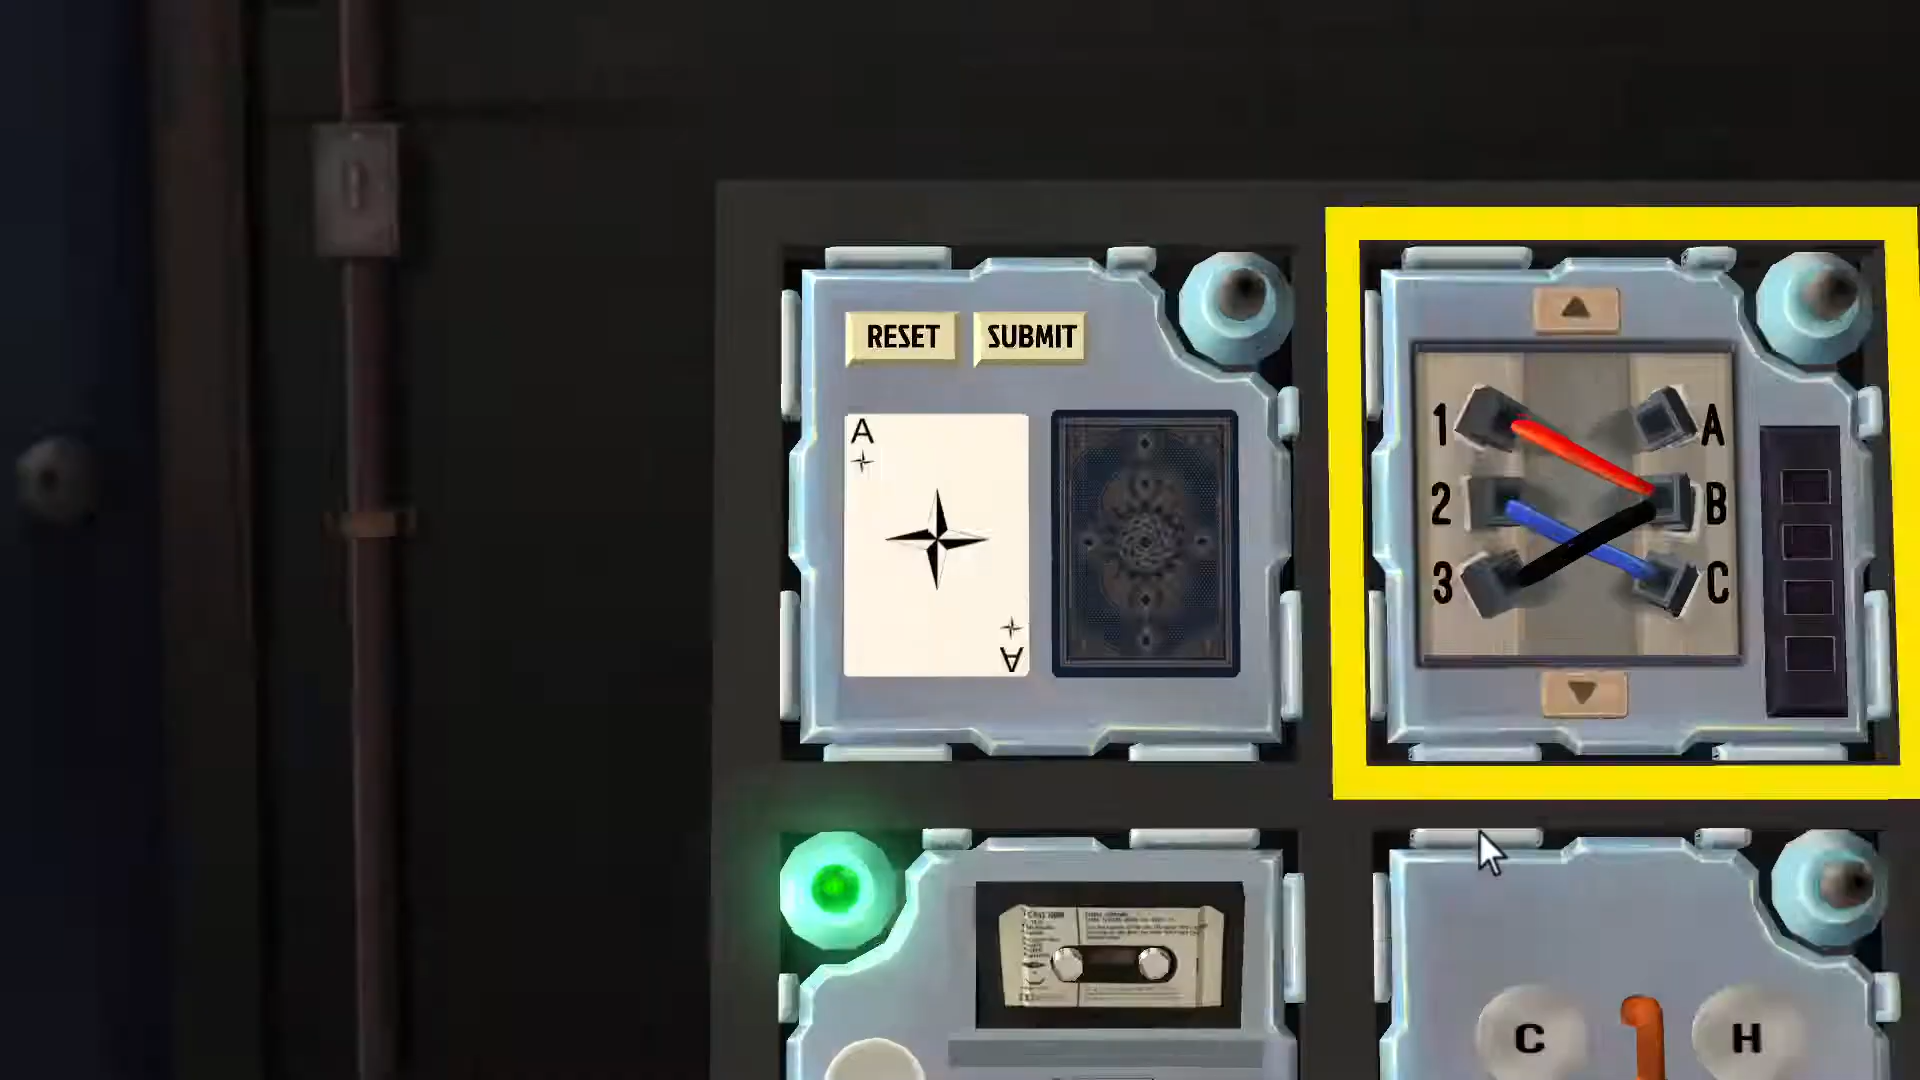 RESET SUBMIT
A
A
1 A
2 B
3 C
C H